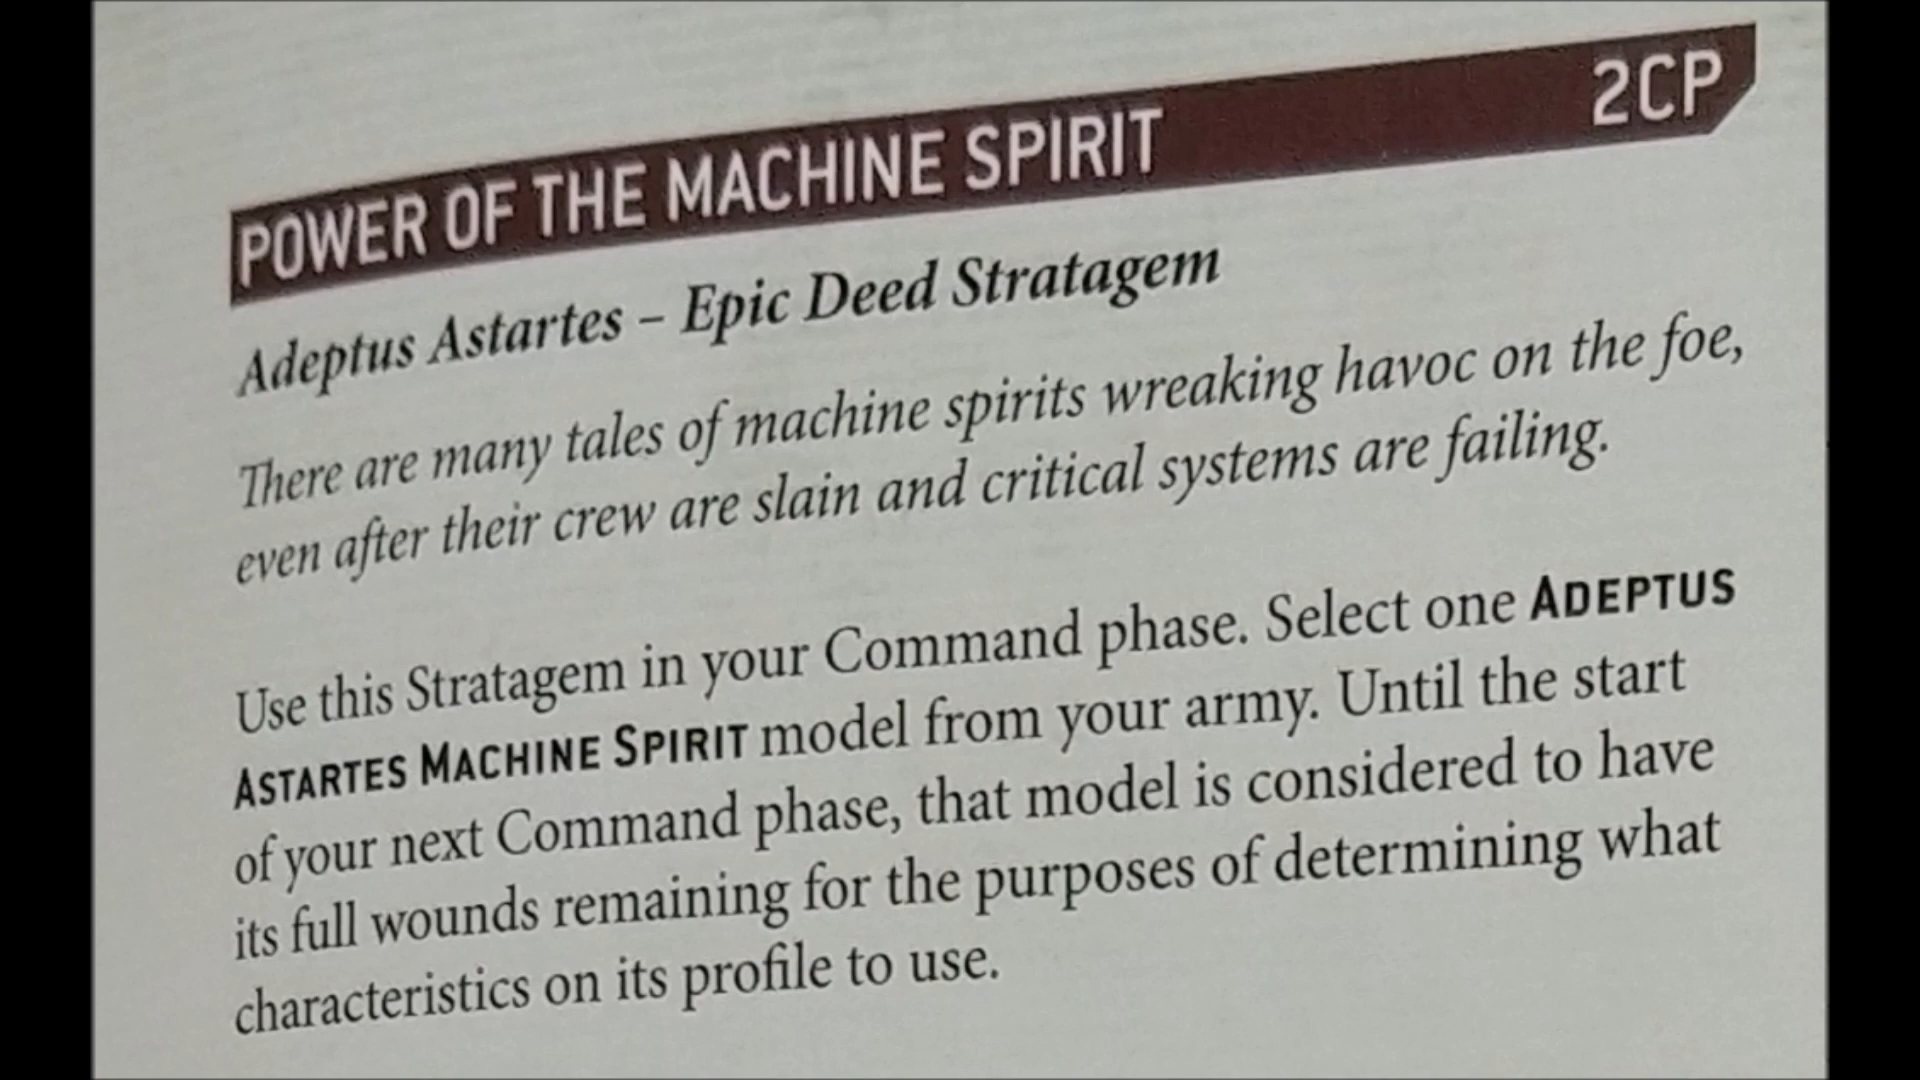 POWER OF THE MACHINE SPIRIT 2CP
Adeptus Astartes – Epic Deed Stratagem
There are many tales of machine spirits wreaking havoc on the foe,
even after their crew are slain and critical systems are failing.
Use this Stratagem in your Command phase. Select one ADEPTUS
ASTARTES MACHINE SPIRIT model from your army. Until the start
of your next Command phase, that model is considered to have
its full wounds remaining for the purposes of determining what
characteristics on its profile to use.